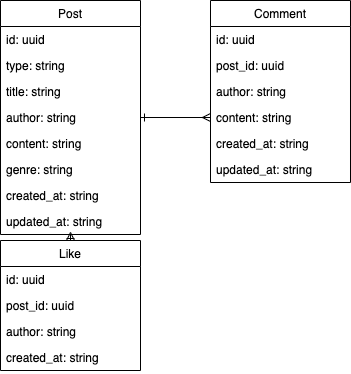 Post
id: uuid
type: string
title: string
author: string
content: string
genre: string
created_at: string
updated_at: string
Comment
id: uuid
post_id: uuid
author: string
content: string
created_at: string
updated_at: string
Like
id: uuid
post_id: uuid
author: string
created_at: string